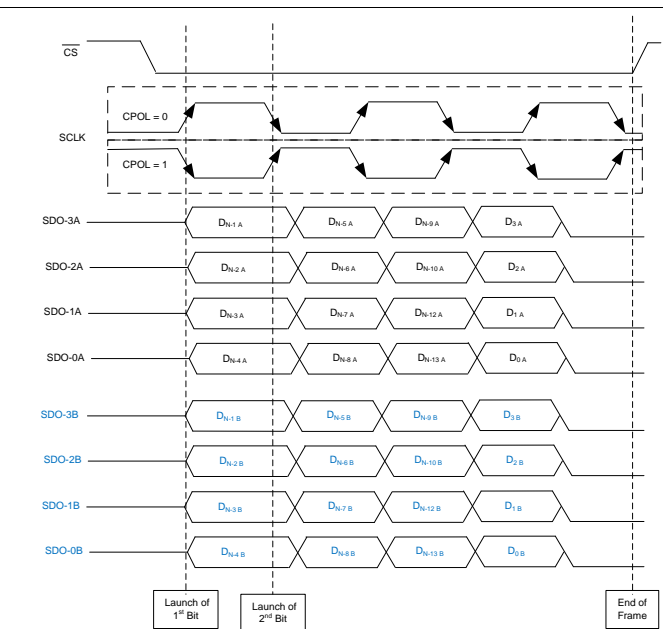 CS
CPOL = 0
SCLK
CPOL = 1
SDO-3A DN-1 A DN-5 A DN-9 A D3 A
SDO-2A DN-2 A DN-6 A DN-10 A D2 A
SDO-1A DN-3 A DN-7 A DN-12 A D1 A
SDO-0A DN-4 A DN-8 A DN-13 A D0 A
SDO-3B DN-1 B DN-5 B DN-9 B D3 B
SDO-2B DN-2 B DN-6 B DN-10 B D2 B
SDO-1B DN-3 B DN-7 B DN-12 B D1 B
SDO-0B DN-4 B DN-8 B DN-13 B D0 B
Launch of
1st Bit
Launch of
2nd Bit
End of
Frame